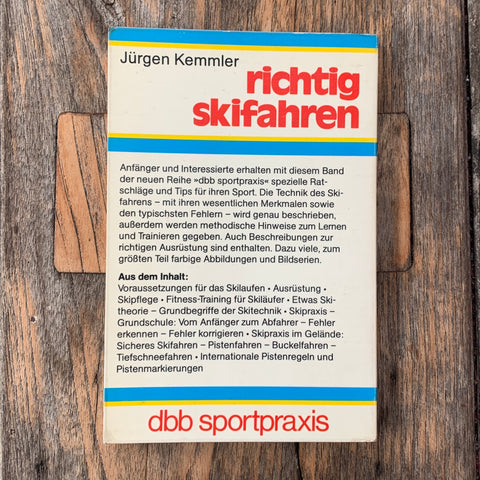 Jürgen Kemmler
richtig
skifahren
Anfänger und Interessierte erhalten mit diesem Band
der neuen Reihe »dbb sportpraxis« spezielle Rat-
schläge und Tips für ihren Sport. Die Technik des Ski-
fahrens – mit ihren wesentlichen Merkmalen sowie
den typischsten Fehlern – wird genau beschrieben,
außerdem werden methodische Hinweise zum Lernen
und Trainieren gegeben. Auch Beschreibungen zur
richtigen Ausrüstung sind enthalten. Dazu viele, zum
größten Teil farbige Abbildungen und Bildserien.
Aus dem Inhalt:
Voraussetzungen für das Skilaufen • Ausrüstung •
Skipflege • Fitness-Training für Skiläufer • Etwas Ski-
theorie – Grundbegriffe der Skitechnik • Skipraxis –
Grundschule: Vom Anfänger zum Abfahrer – Fehler
erkennen – Fehler korrigieren • Skipraxis im Gelände:
Sicheres Skifahren – Pistenfahren – Buckelfahren •
Tiefschneefahren • Internationale Pistenregeln und
Pistenmarkierungen
dbb sportpraxis